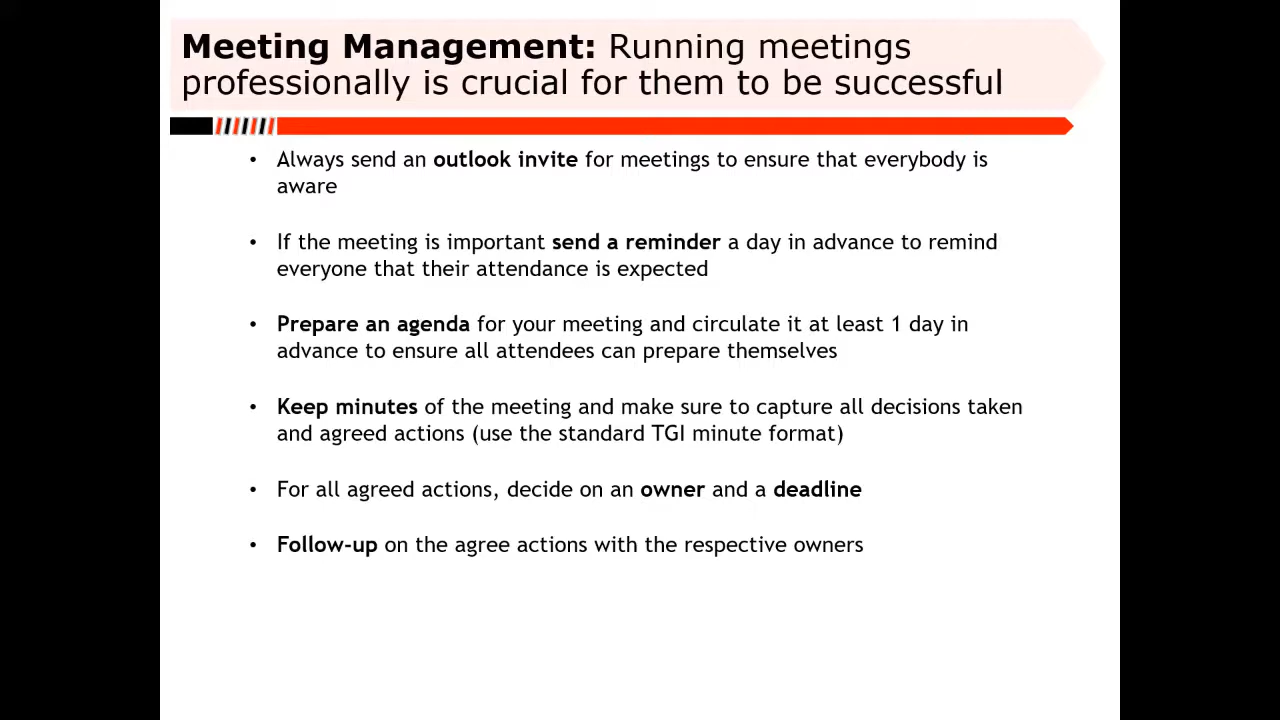 Meeting Management: Running meetings
professionally is crucial for them to be successful
• Always send an outlook invite for meetings to ensure that everybody is
aware
• If the meeting is important send a reminder a day in advance to remind
everyone that their attendance is expected
• Prepare an agenda for your meeting and circulate it at least 1 day in
advance to ensure all attendees can prepare themselves
• Keep minutes of the meeting and make sure to capture all decisions taken
and agreed actions (use the standard TGI minute format)
• For all agreed actions, decide on an owner and a deadline
• Follow-up on the agree actions with the respective owners